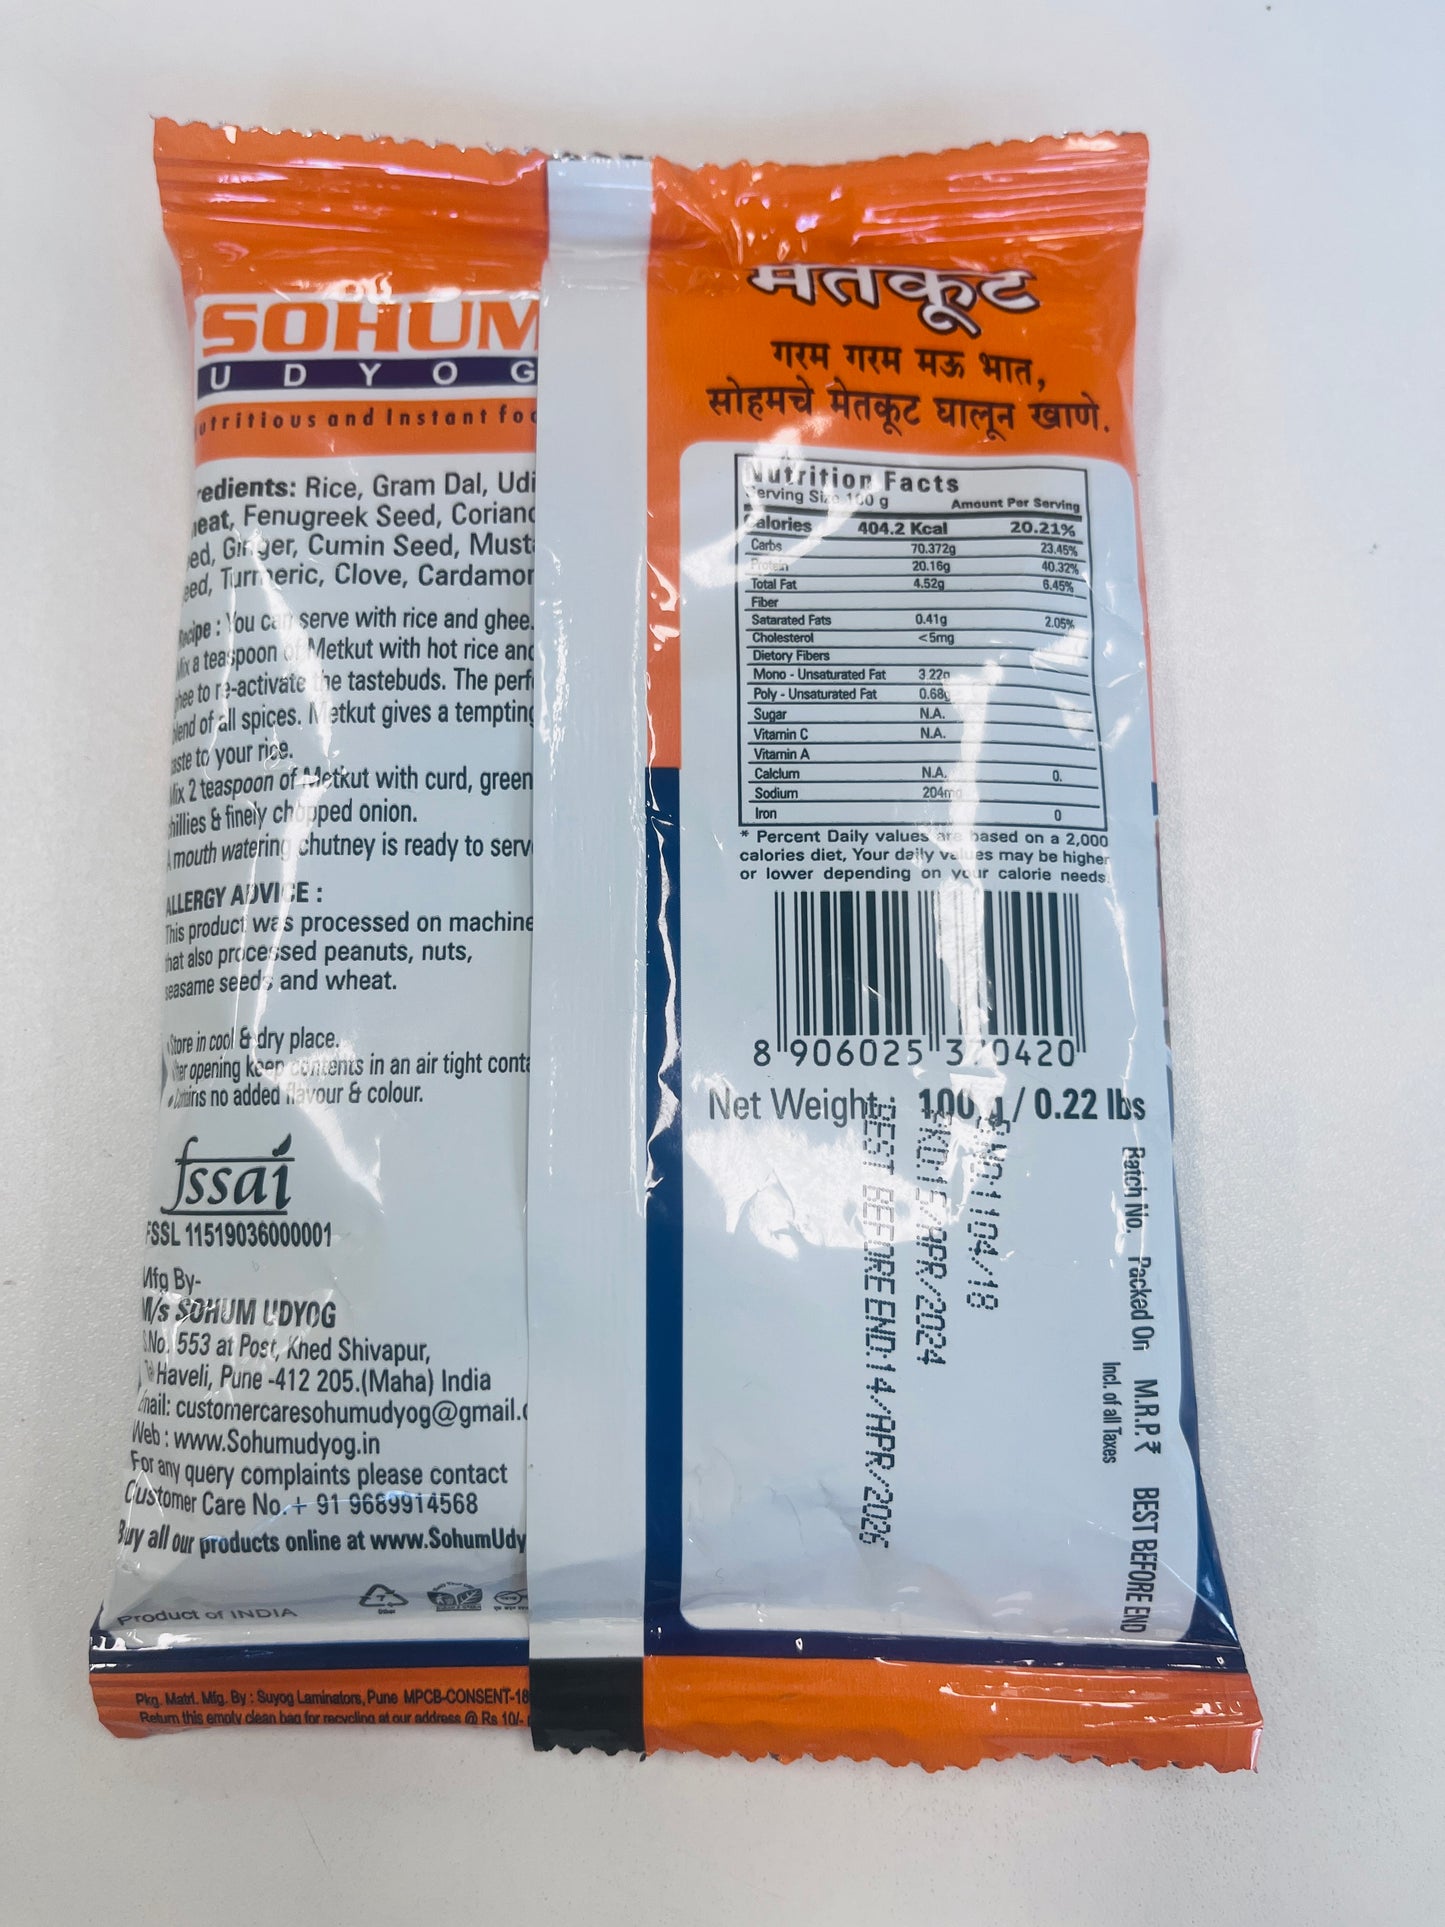 SOHUM
UDYOG
utritious and Instant foo
redients: Rice, Gram Dal, Udi
heat, Fenugreek Seed, Coriand
eed, Ginger, Cumin Seed, Musta
eed, Turmeric, Clove, Cardamon
Recipe : You can serve with rice and ghee.
Mix a teaspoon of Metkut with hot rice and
ghee to re-activate the tastebuds. The perfe
blend of all spices. Metkut gives a tempting
taste to your rice.
Mix 2 teaspoon of Metkut with curd, green
hillies & finely chopped onion.
A mouth watering chutney is ready to serv
ALLERGY ADVICE :
This product was processed on machine
that also processed peanuts, nuts,
seasame seeds and wheat.
Store in cool & dry place.
opening keep contents in an air tight conta
• Contains no added flavour & colour.
fssai
FSSL 11519036000001
Mfg By-
M/s SOHUM UDYOG
S.No. 553 at Post, Khed Shivapur,
Haveli, Pune -412 205.(Maha) India
Email: customercaresohumudyog@gmail.c
Web : www.Sohumudyog.in
For any query complaints please contact
Customer Care No.+ 91 9689914568
Buy all our products online at www.SohumUdy
Product of INDIA
Other
Pkg. Matrl. Mfg. By : Suyog Laminators, Pune MPCB-CONSENT-18
Return this empty clean bag for recycling at our address @ Rs 10/-
मेतकूट
गरम गरम मऊ भात,
सोहमचे मेतकूट घालून खाणे.
Nutrition Facts
Serving Size 100 g Amount Per Serving
Calories 404.2 Kcal 20.21%
Carbs 70.372g 23.45%
Protein 20.16g 40.32%
Total Fat 4.52g 6.45%
Fiber
Satarated Fats 0.41g 2.05%
Cholesterol <5mg
Dietory Fibers
Mono - Unsaturated Fat 3.22g
Poly - Unsaturated Fat 0.68g
Sugar N.A.
Vitamin C N.A.
Vitamin A
Calcium N.A. 0.
Sodium 204mg
Iron 0
* Percent Daily values are based on a 2,000
calories diet, Your daily values may be higher
or lower depending on your calorie needs.
8 906025 370420
Net Weight : 100 g / 0.22 lbs
Batch No. Packed On M.R.P.₹ BEST BEFORE END
Incl. of all Taxes
B.NO:1104/18
PKD:15/APR/2024
BEST BEFORE END:14/APR/2026